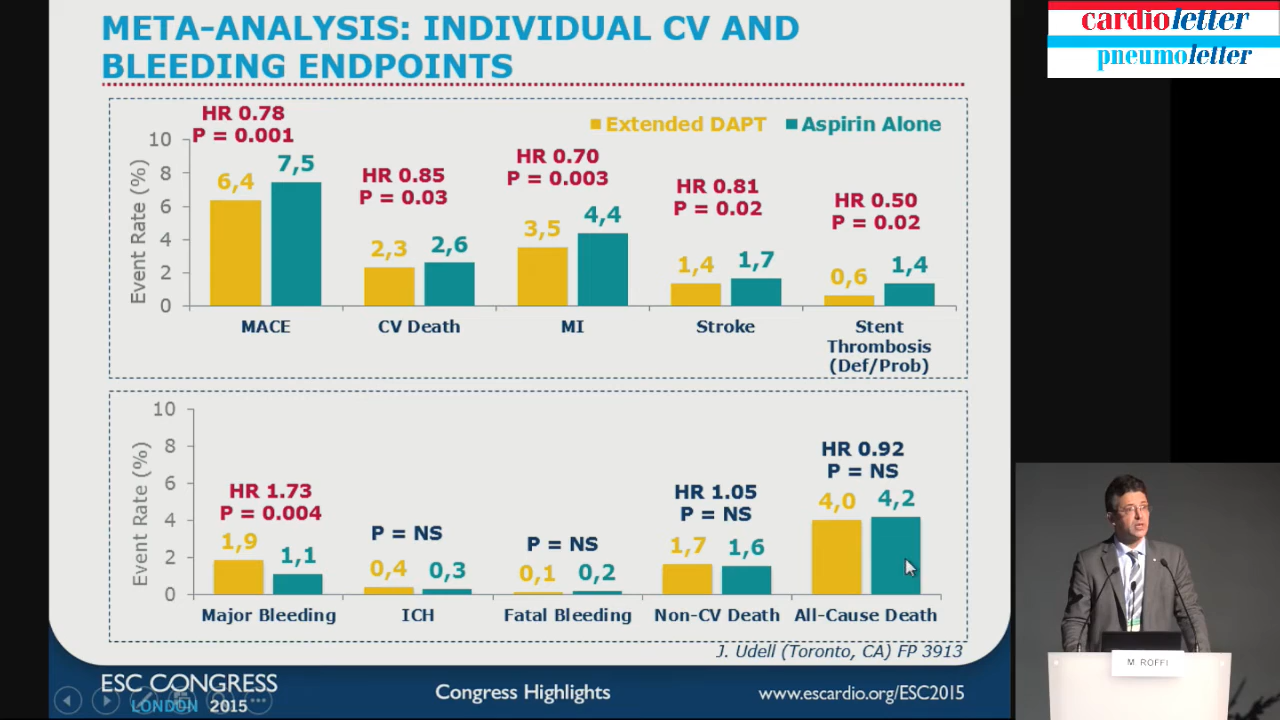 META-ANALYSIS: INDIVIDUAL CV AND
BLEEDING ENDPOINTS
cardioletter
pneumoletter
HR 0.78
P = 0.001
Extended DAPT
Aspirin Alone
HR 0.85
P = 0.03
HR 0.70
P = 0.003
HR 0.81
P = 0.02
HR 0.50
P = 0.02
Event Rate (%)
10
8
6
4
2
0
6,4
7,5
2,3
2,6
3,5
4,4
1,4
1,7
0,6
1,4
MACE
CV Death
MI
Stroke
Stent
Thrombosis
(Def/Prob)
Event Rate (%)
10
8
6
4
2
0
HR 1.73
P = 0.004
P = NS
P = NS
HR 1.05
P = NS
HR 0.92
P = NS
1,9
1,1
0,4
0,3
0,1
0,2
1,7
1,6
4,0
4,2
Major Bleeding
ICH
Fatal Bleeding
Non-CV Death
All-Cause Death
J. Udell (Toronto, CA) FP 3913
ESC CONGRESS
LONDON 2015
Congress Highlights
www.escardio.org/ESC2015
M ROFFI